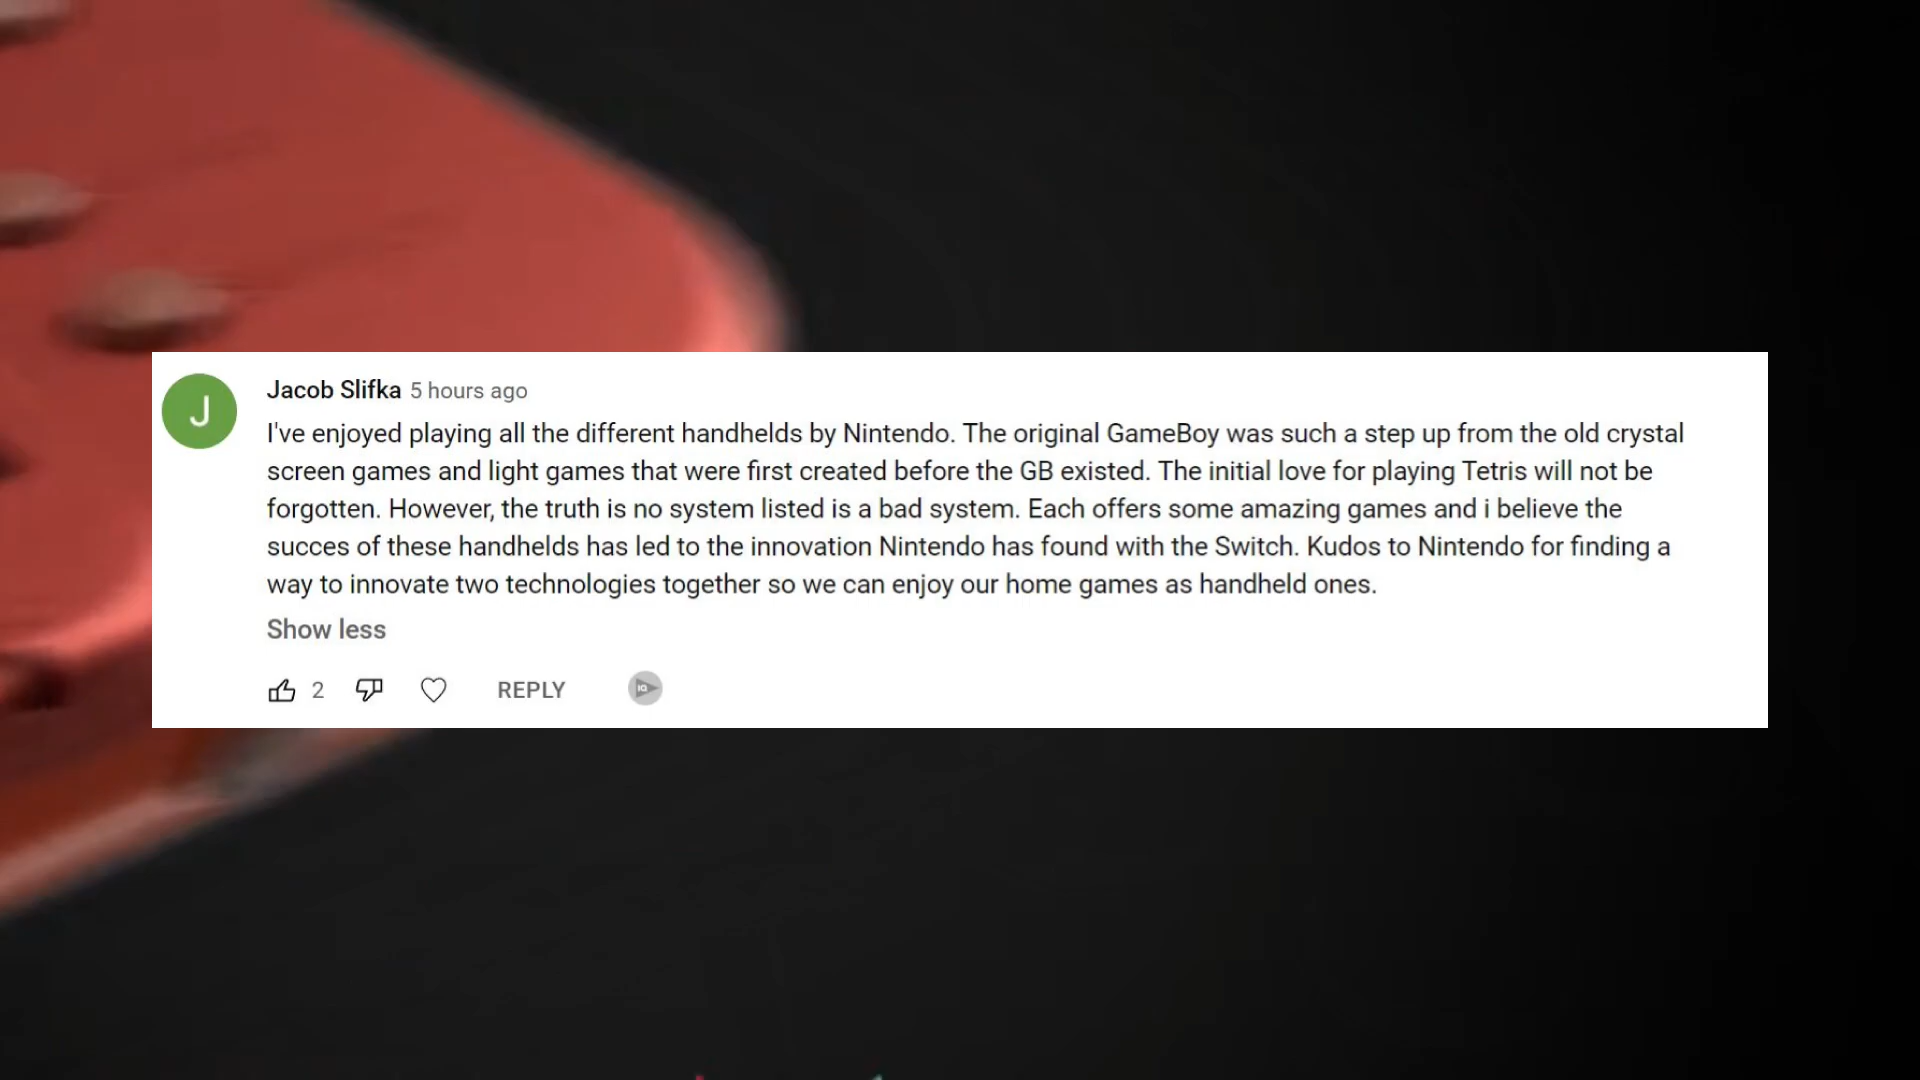 J
Jacob Slifka 5 hours ago
I've enjoyed playing all the different handhelds by Nintendo. The original GameBoy was such a step up from the old crystal
screen games and light games that were first created before the GB existed. The initial love for playing Tetris will not be
forgotten. However, the truth is no system listed is a bad system. Each offers some amazing games and i believe the
succes of these handhelds has led to the innovation Nintendo has found with the Switch. Kudos to Nintendo for finding a
way to innovate two technologies together so we can enjoy our home games as handheld ones.
Show less
2 REPLY IQ